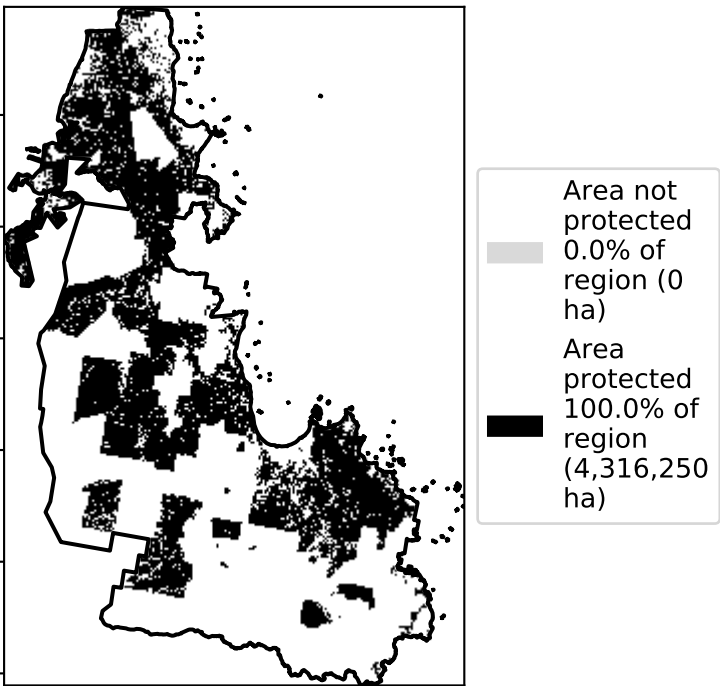 Area not
protected
0.0% of
region (0
ha)
Area
protected
100.0% of
region
(4,316,250
ha)